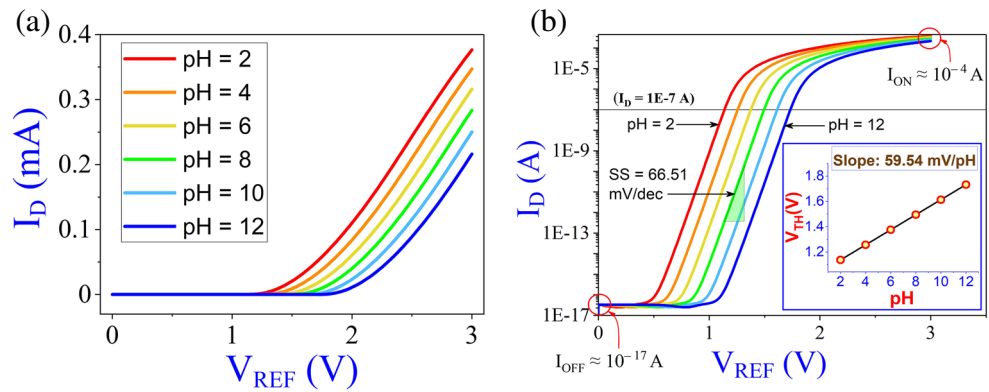 (a)
0.4
0.3
0.2
0.1
0
I_D (mA)
pH = 2
pH = 4
pH = 6
pH = 8
pH = 10
pH = 12
0
1
2
3
V_REF (V)
(b)
1E-5
1E-9
1E-13
1E-17
I_D (A)
(I_D = 1E-7 A)
I_ON ≈ 10⁻⁴ A
pH = 2
pH = 12
SS = 66.51
mV/dec
Slope: 59.54 mV/pH
1.8
1.6
1.4
1.2
V_TH(V)
2
4
6
8
10
12
pH
0
1
2
3
I_OFF ≈ 10⁻¹⁷ A
V_REF (V)